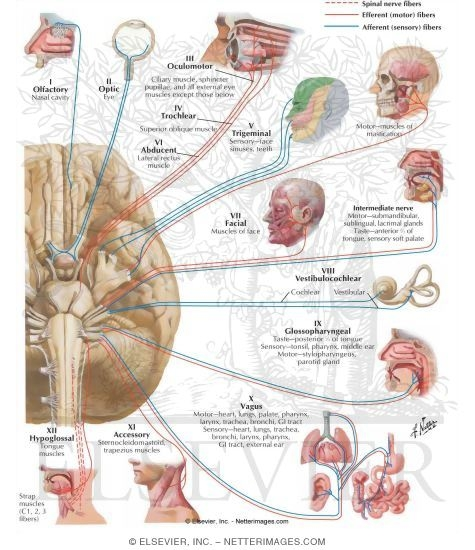 Spinal nerve fibers
Efferent (motor) fibers
Afferent (sensory) fibers
I
Olfactory
Nasal cavity
II
Optic
Eye
III
Oculomotor
Ciliary muscle, sphincter
pupillae, and all external eye
muscles except those below
IV
Trochlear
Superior oblique muscle
VI
Abducent
Lateral rectus
muscle
V
Trigeminal
Sensory—face
sinuses, teeth
Motor—muscles of
mastication
VII
Facial
Muscles of face
Intermediate nerve
Motor—submandibular,
sublingual, lacrimal glands
Taste—anterior ⅔ of
tongue, sensory soft palate
VIII
Vestibulocochlear
Cochlear
Vestibular
IX
Glossopharyngeal
Taste—posterior ⅓ of tongue
Sensory—tonsil, pharynx, middle ear
Motor—stylopharyngeus,
parotid gland
X
Vagus
Motor—heart, lungs, palate, pharynx,
larynx, trachea, bronchi, GI tract
Sensory—heart, lungs, trachea,
bronchi, larynx, pharynx,
GI tract, external ear
XI
Accessory
Sternocleidomastoid,
trapezius muscles
XII
Hypoglossal
Tongue
muscles
Strap
muscles
(C1, 2, 3
fibers)
F. Netter
ELSEVIER
© Elsevier, Inc. - Netterimages.com
© ELSEVIER, INC. – NETTERIMAGES.COM